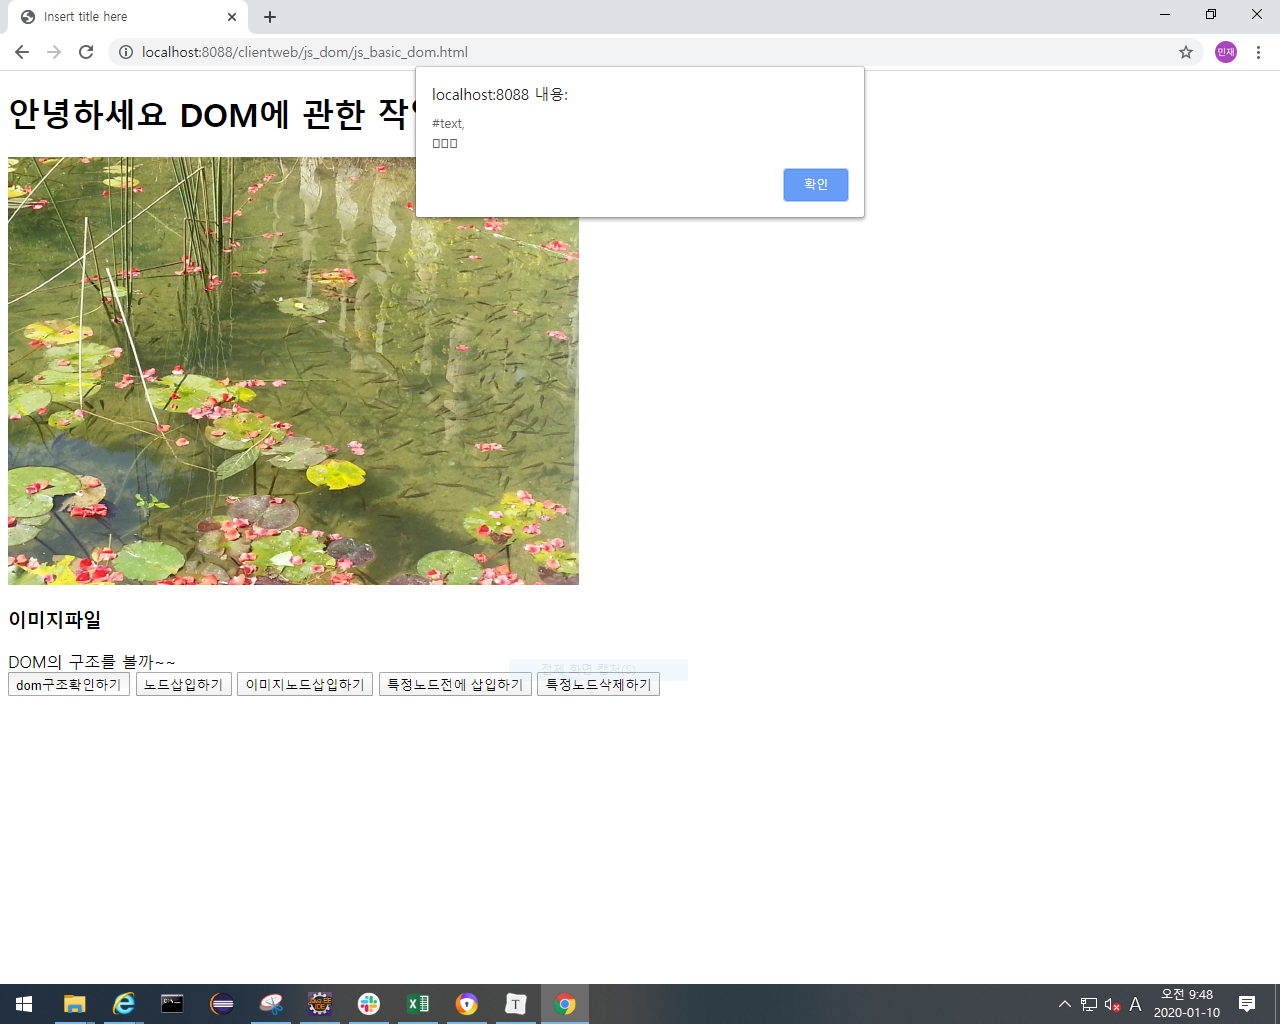 Insert title here
localhost:8088/clientweb/js_dom/js_basic_dom.html
민재
localhost:8088 내용:
#text,
확인
안녕하세요 DOM에 관한
이미지파일
DOM의 구조를 볼까~~
전체 화면 캡처(S)
dom구조확인하기 노드삽입하기 이미지노드삽입하기 특정노드전에 삽입하기 특정노드삭제하기
A
오전 9:48
2020-01-10